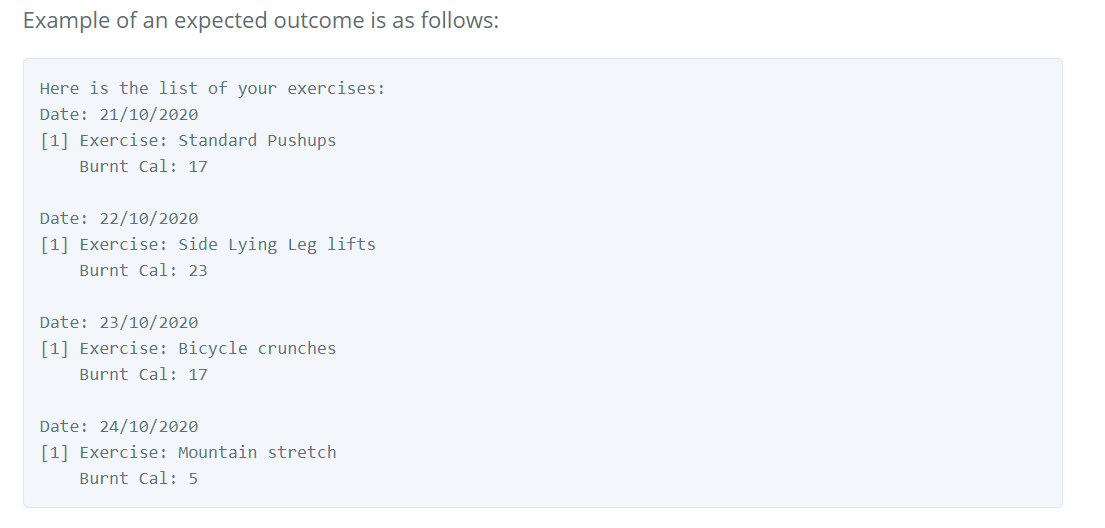 Example of an expected outcome is as follows:
Here is the list of your exercises:
Date: 21/10/2020
[1] Exercise: Standard Pushups
    Burnt Cal: 17

Date: 22/10/2020
[1] Exercise: Side Lying Leg lifts
    Burnt Cal: 23

Date: 23/10/2020
[1] Exercise: Bicycle crunches
    Burnt Cal: 17

Date: 24/10/2020
[1] Exercise: Mountain stretch
    Burnt Cal: 5